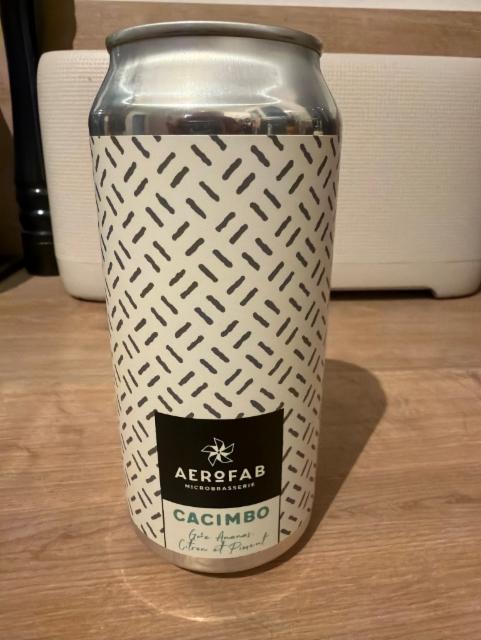 AEROFAB
MICROBRASSERIE
CACIMBO
Gose Ananas
Citron et Piment